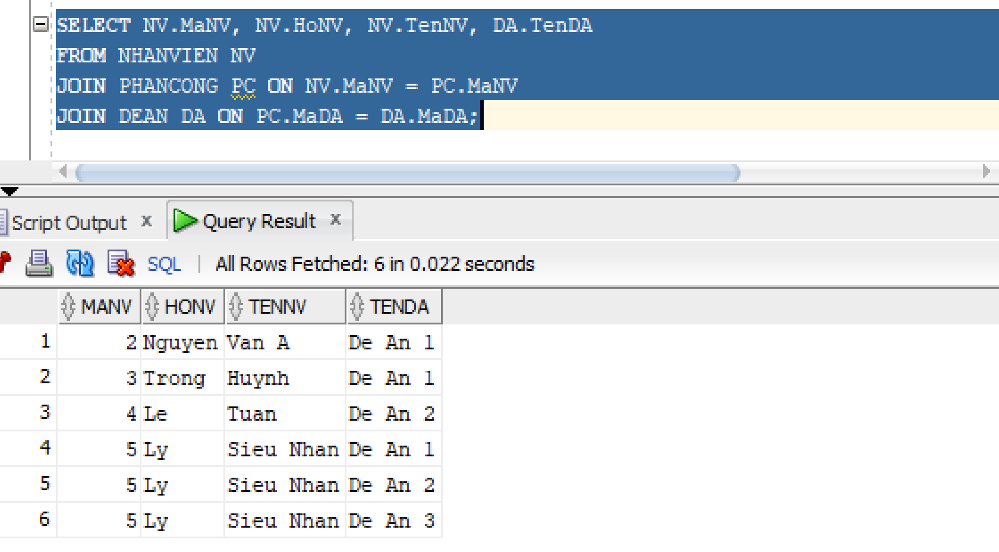 SELECT NV.MaNV, NV.HoNV, NV.TenNV, DA.TenDA
FROM NHANVIEN NV
JOIN PHANCONG PC ON NV.MaNV = PC.MaNV
JOIN DEAN DA ON PC.MaDA = DA.MaDA;
Script Output x Query Result x
SQL | All Rows Fetched: 6 in 0.022 seconds
MANV HONV TENNV TENDA
1 2 Nguyen Van A De An 1
2 3 Trong Huynh De An 1
3 4 Le Tuan De An 2
4 5 Ly Sieu Nhan De An 1
5 5 Ly Sieu Nhan De An 2
6 5 Ly Sieu Nhan De An 3